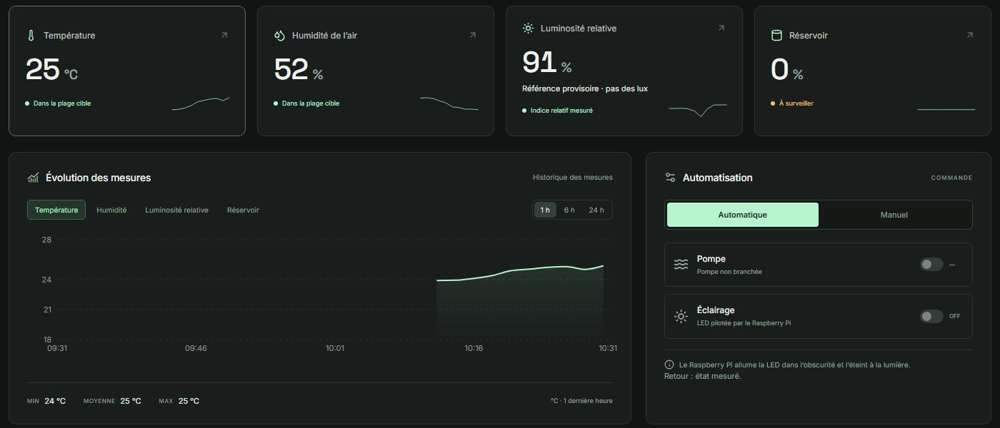 Température
25 °C
Dans la plage cible
Humidité de l'air
52 %
Dans la plage cible
Luminosité relative
91 %
Référence provisoire · pas des lux
Indice relatif mesuré
Réservoir
0 %
À surveiller
Évolution des mesures
Historique des mesures
Température Humidité Luminosité relative Réservoir
1 h 6 h 24 h
28
24
21
18
09:31 09:46 10:01 10:16 10:31
MIN 24 °C MOYENNE 25 °C MAX 25 °C
°C · 1 dernière heure
Automatisation
COMMANDE
Automatique Manuel
Pompe
Pompe non branchée
—
Éclairage
LED pilotée par le Raspberry Pi
OFF
Le Raspberry Pi allume la LED dans l'obscurité et l'éteint à la lumière.
Retour : état mesuré.